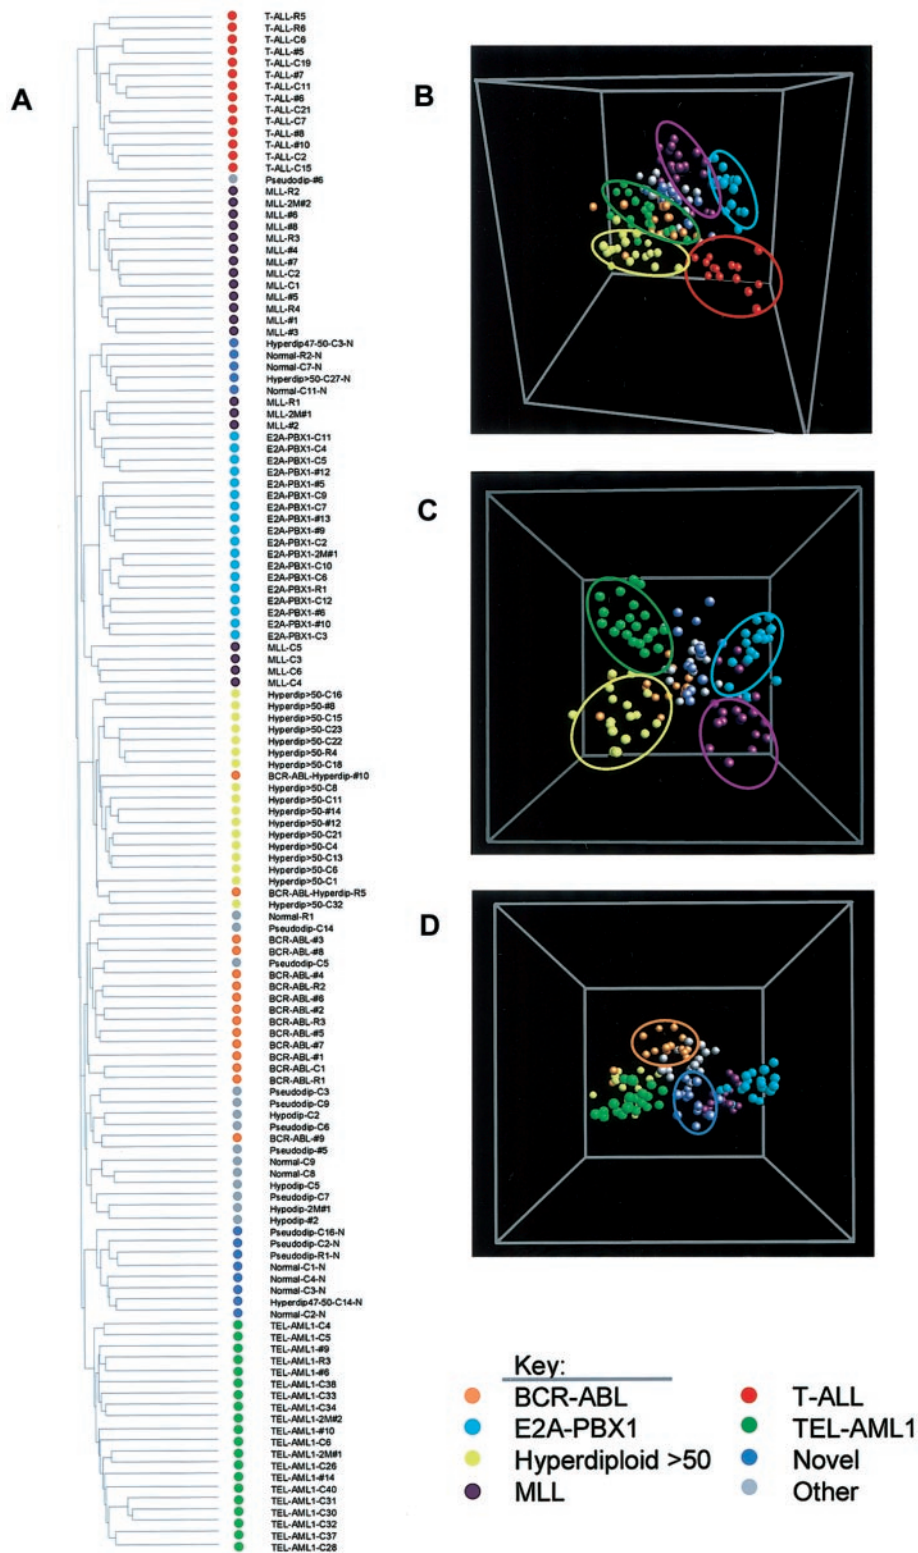 A
T-ALL-R5
T-ALL-R6
T-ALL-C6
T-ALL-#5
T-ALL-C19
T-ALL-#7
T-ALL-C11
T-ALL-#6
T-ALL-C21
T-ALL-C7
T-ALL-#8
T-ALL-#10
T-ALL-C2
T-ALL-C15
Pseudodip-#6
MLL-R2
MLL-2M#2
MLL-#6
MLL-#8
MLL-R3
MLL-#4
MLL-#7
MLL-C2
MLL-C1
MLL-#5
MLL-R4
MLL-#1
MLL-#3
Hyperdip47-50-C3-N
Normal-R2-N
Normal-C7-N
Hyperdip>50-C27-N
Normal-C11-N
MLL-R1
MLL-2M#1
MLL-#2
E2A-PBX1-C11
E2A-PBX1-C4
E2A-PBX1-C5
E2A-PBX1-#12
E2A-PBX1-#5
E2A-PBX1-C9
E2A-PBX1-C7
E2A-PBX1-#13
E2A-PBX1-#9
E2A-PBX1-C2
E2A-PBX1-2M#1
E2A-PBX1-C10
E2A-PBX1-C6
E2A-PBX1-R1
E2A-PBX1-C12
E2A-PBX1-#6
E2A-PBX1-#10
E2A-PBX1-C3
MLL-C5
MLL-C3
MLL-C6
MLL-C4
Hyperdip>50-C16
Hyperdip>50-#8
Hyperdip>50-C15
Hyperdip>50-C23
Hyperdip>50-C22
Hyperdip>50-R4
Hyperdip>50-C18
BCR-ABL-Hyperdip-#10
Hyperdip>50-C8
Hyperdip>50-C11
Hyperdip>50-#14
Hyperdip>50-#12
Hyperdip>50-C21
Hyperdip>50-C4
Hyperdip>50-C13
Hyperdip>50-C6
Hyperdip>50-C1
BCR-ABL-Hyperdip-R5
Hyperdip>50-C32
Normal-R1
Pseudodip-C14
BCR-ABL-#3
BCR-ABL-#8
Pseudodip-C5
BCR-ABL-#4
BCR-ABL-R2
BCR-ABL-#6
BCR-ABL-#2
BCR-ABL-R3
BCR-ABL-#5
BCR-ABL-#7
BCR-ABL-#1
BCR-ABL-C1
BCR-ABL-R1
Pseudodip-C3
Pseudodip-C9
Hypodip-C2
Pseudodip-C6
BCR-ABL-#9
Pseudodip-#5
Normal-C9
Normal-C8
Hypodip-C5
Pseudodip-C7
Hypodip-2M#1
Hypodip-#2
Pseudodip-C16-N
Pseudodip-C2-N
Pseudodip-R1-N
Normal-C1-N
Normal-C4-N
Normal-C3-N
Hyperdip47-50-C14-N
Normal-C2-N
TEL-AML1-C4
TEL-AML1-C5
TEL-AML1-#9
TEL-AML1-R3
TEL-AML1-#6
TEL-AML1-C38
TEL-AML1-C33
TEL-AML1-C34
TEL-AML1-2M#2
TEL-AML1-#10
TEL-AML1-C6
TEL-AML1-2M#1
TEL-AML1-C26
TEL-AML1-#14
TEL-AML1-C40
TEL-AML1-C31
TEL-AML1-C30
TEL-AML1-C32
TEL-AML1-C37
TEL-AML1-C28
B
C
D
Key:
BCR-ABL
E2A-PBX1
Hyperdiploid >50
MLL
T-ALL
TEL-AML1
Novel
Other